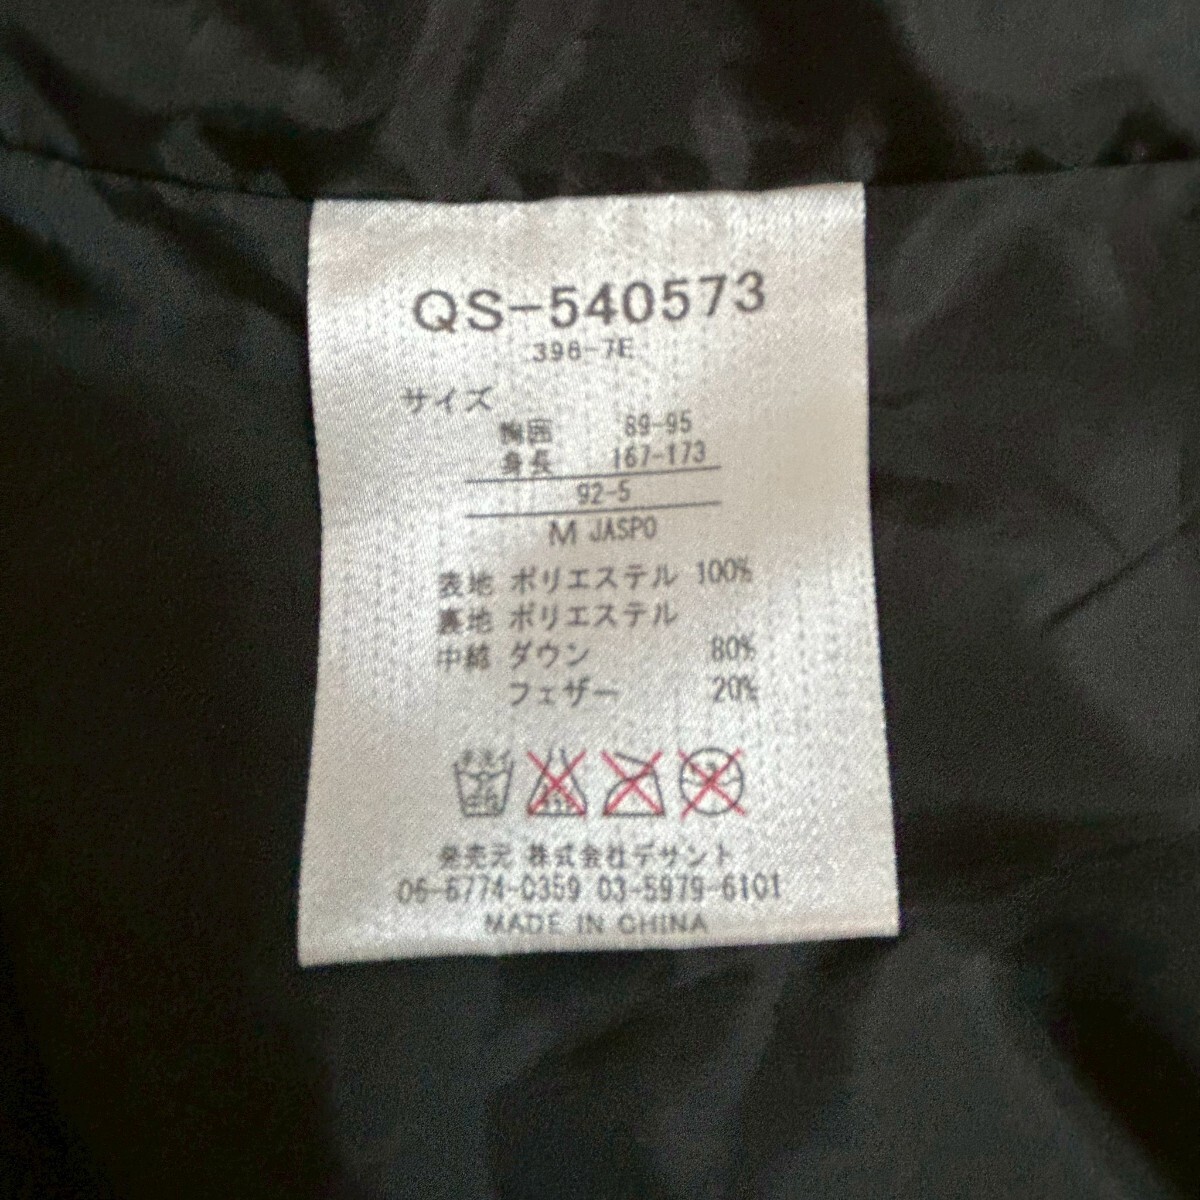 QS-540573
396-7E
サイズ
胸囲 89-95
身長 167-173
92-5
M JASPO
表地 ポリエステル 100%
裏地 ポリエステル
中綿 ダウン 80%
フェザー 20%
発売元 株式会社デサント
06-6774-0359 03-5979-6101
MADE IN CHINA